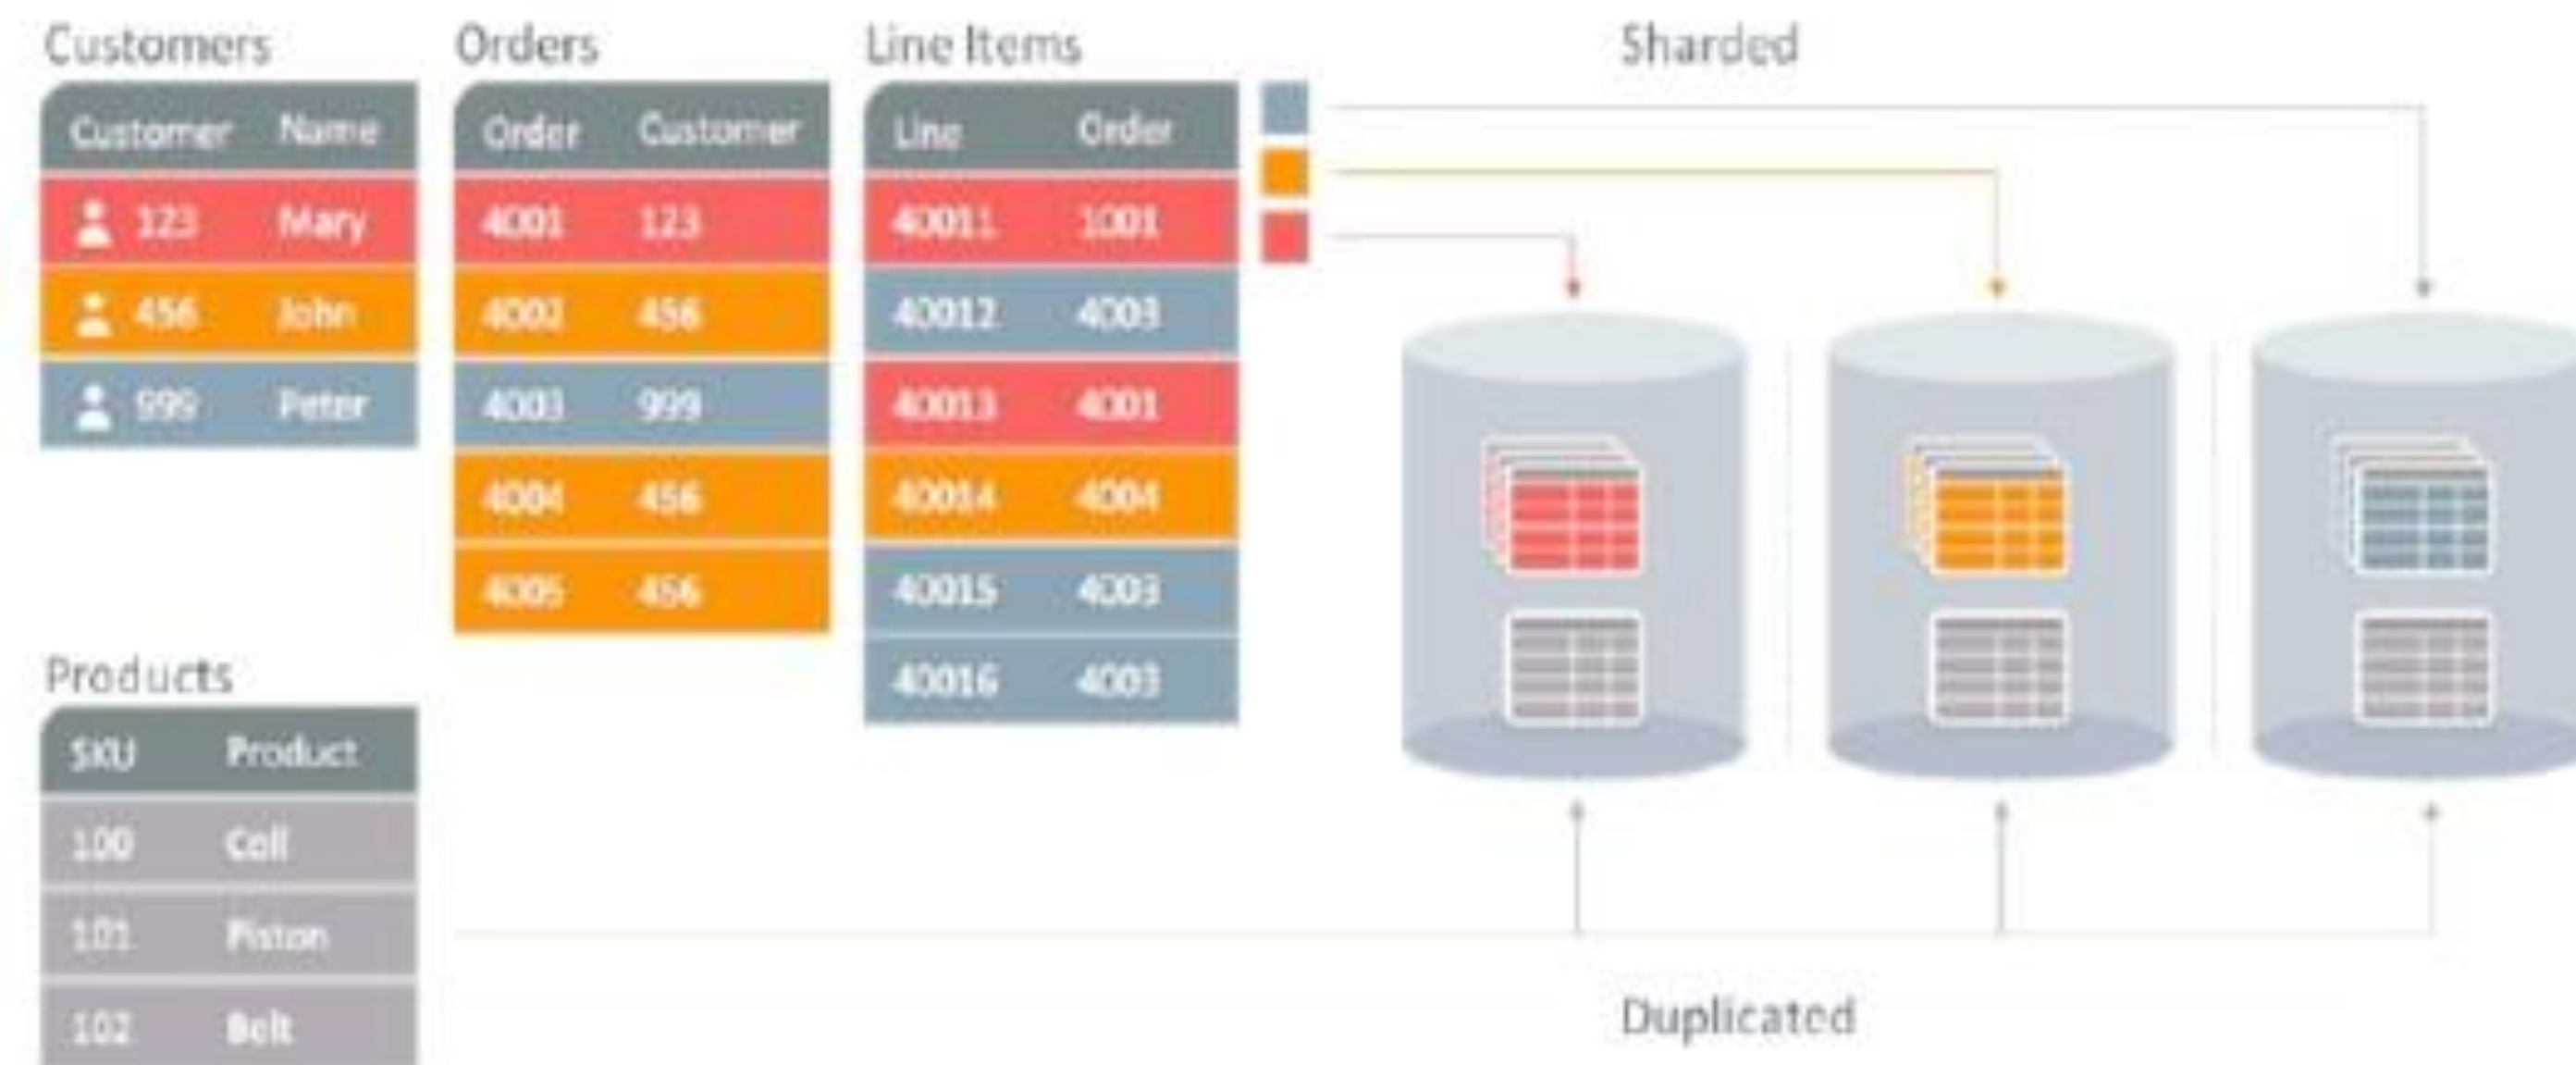 Customers
Customer Name
123 Mary
456 John
999 Peter
Orders
Order Customer
4001 123
4002 456
4003 999
4004 456
4005 456
Line Items
Line Order
40011 1001
40012 4003
40013 4001
40014 4004
40015 4003
40016 4003
Sharded
Products
SKU Product
100 Coil
101 Piston
102 Belt
Duplicated